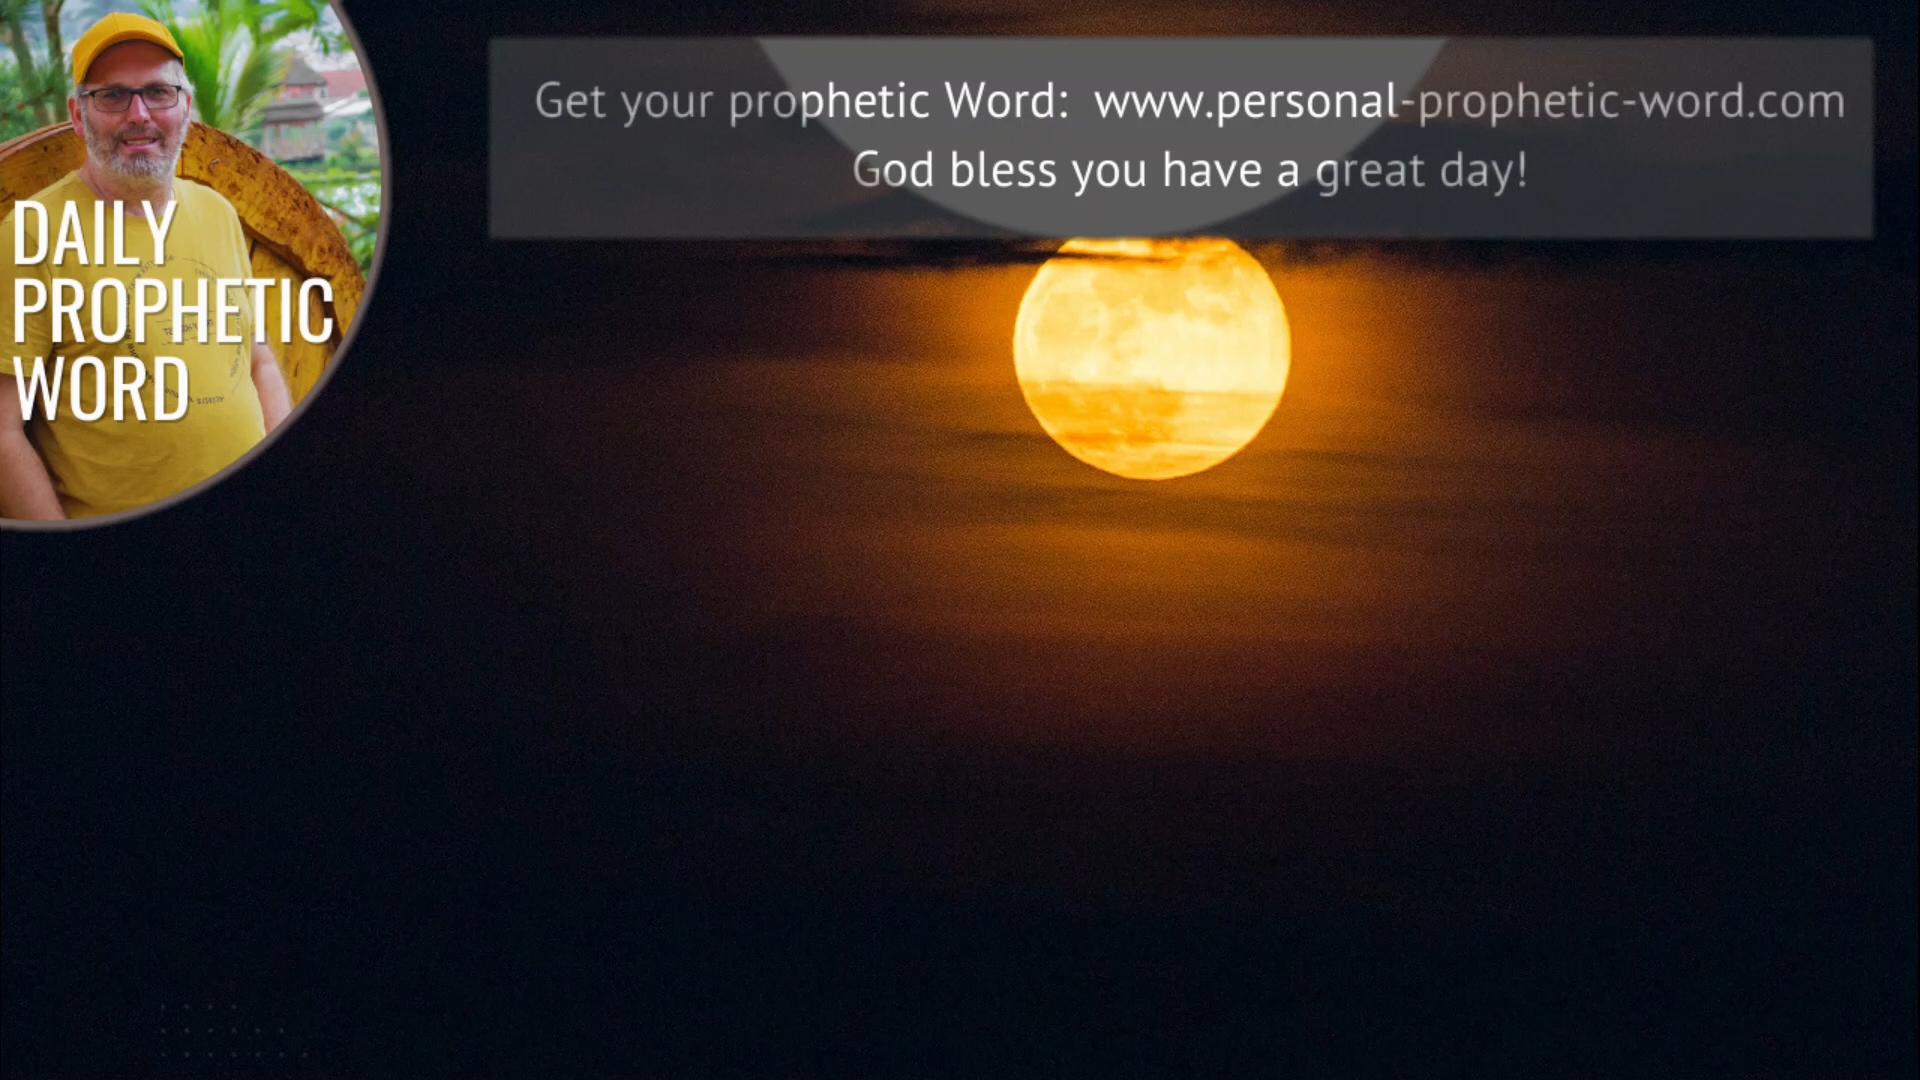 DAILY
PROPHETIC
WORD
Get your prophetic Word: www.personal-prophetic-word.com
God bless you have a great day!